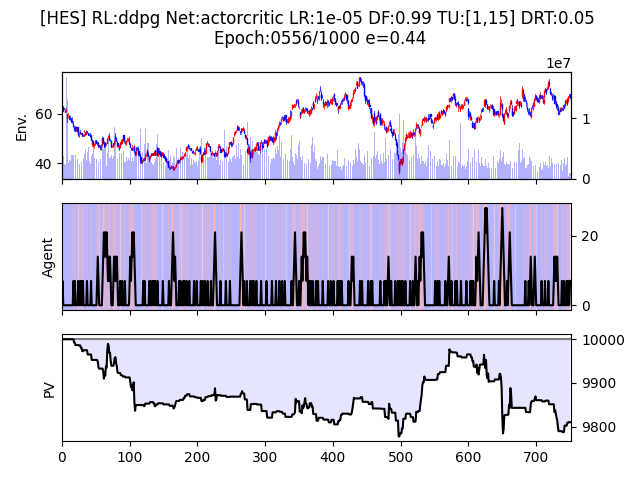 [HES] RL:ddpg Net:actorcritic LR:1e-05 DF:0.99 TU:[1,15] DRT:0.05
Epoch:0556/1000 e=0.44
1e7
Env.
60
40
1
0
Agent
20
0
PV
10000
9900
9800
0 100 200 300 400 500 600 700